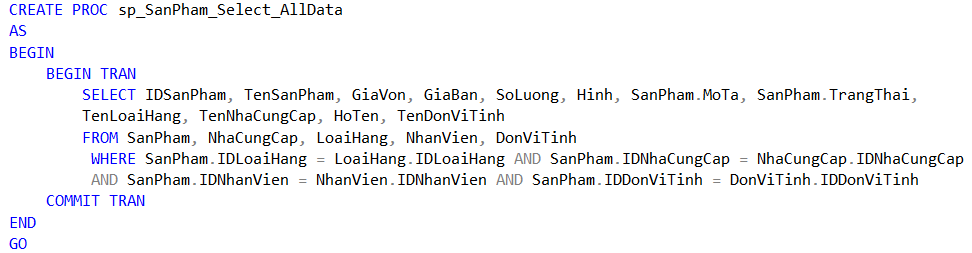 CREATE PROC sp_SanPham_Select_AllData
AS
BEGIN
    BEGIN TRAN
        SELECT IDSanPham, TenSanPham, GiaVon, GiaBan, SoLuong, Hinh, SanPham.MoTa, SanPham.TrangThai,
        TenLoaiHang, TenNhaCungCap, HoTen, TenDonViTinh
        FROM SanPham, NhaCungCap, LoaiHang, NhanVien, DonViTinh
         WHERE SanPham.IDLoaiHang = LoaiHang.IDLoaiHang AND SanPham.IDNhaCungCap = NhaCungCap.IDNhaCungCap
         AND SanPham.IDNhanVien = NhanVien.IDNhanVien AND SanPham.IDDonViTinh = DonViTinh.IDDonViTinh
    COMMIT TRAN
END
GO